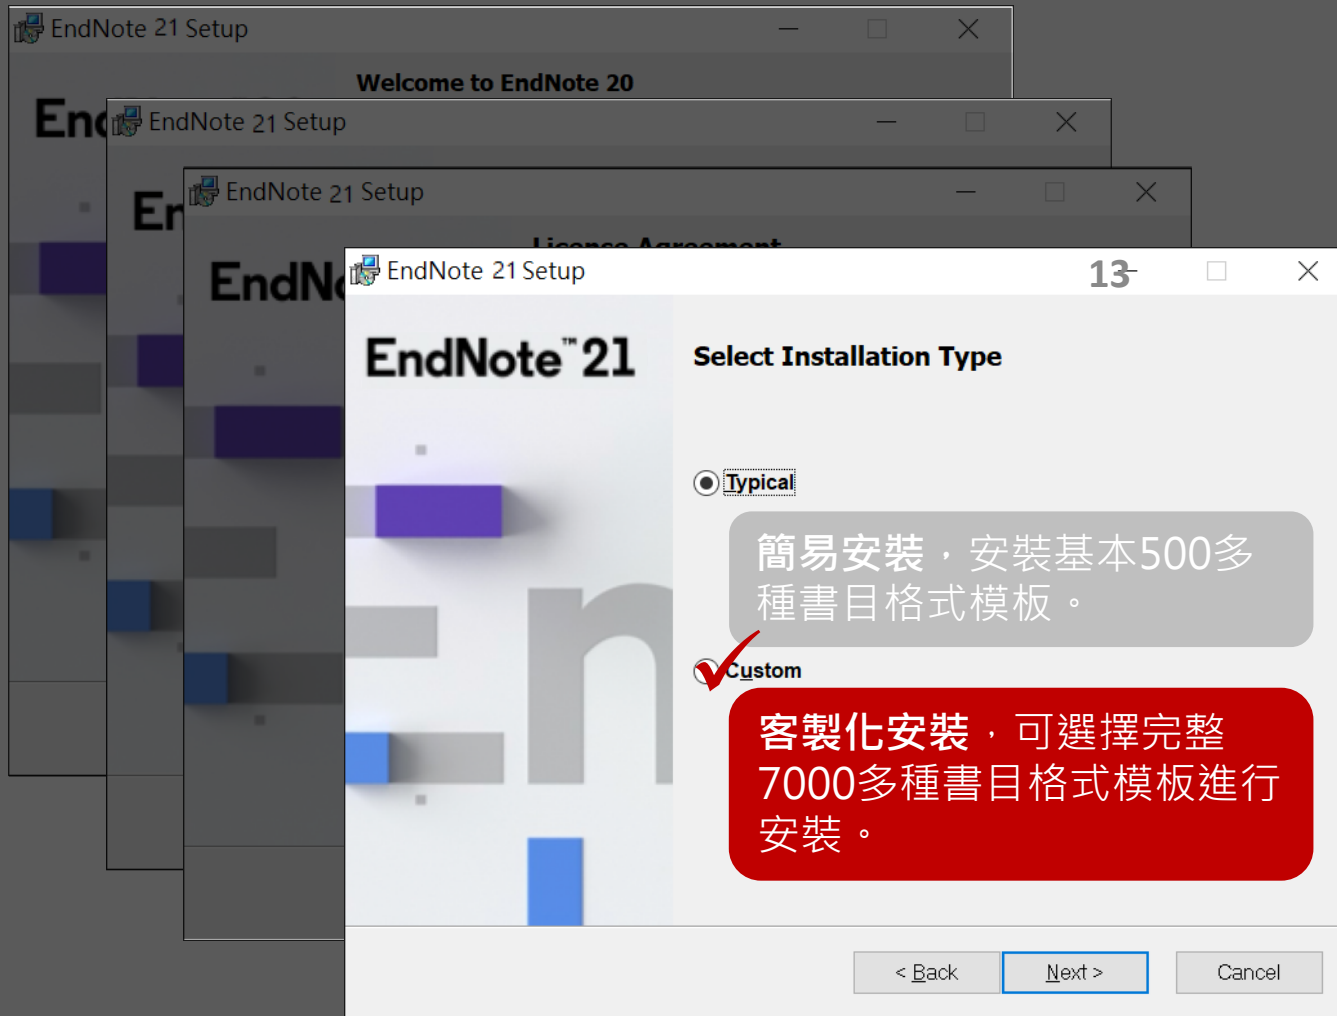 EndNote 21 Setup
Welcome to EndNote 20
EndNote 21 Setup
EndNote 21 Setup
License Agreement
EndNote 21 Setup
13
EndNote™21
Select Installation Type
Typical
簡易安裝，安裝基本500多
種書目格式模板。
Custom
客製化安裝，可選擇完整
7000多種書目格式模板進行
安裝。
< Back
Next >
Cancel